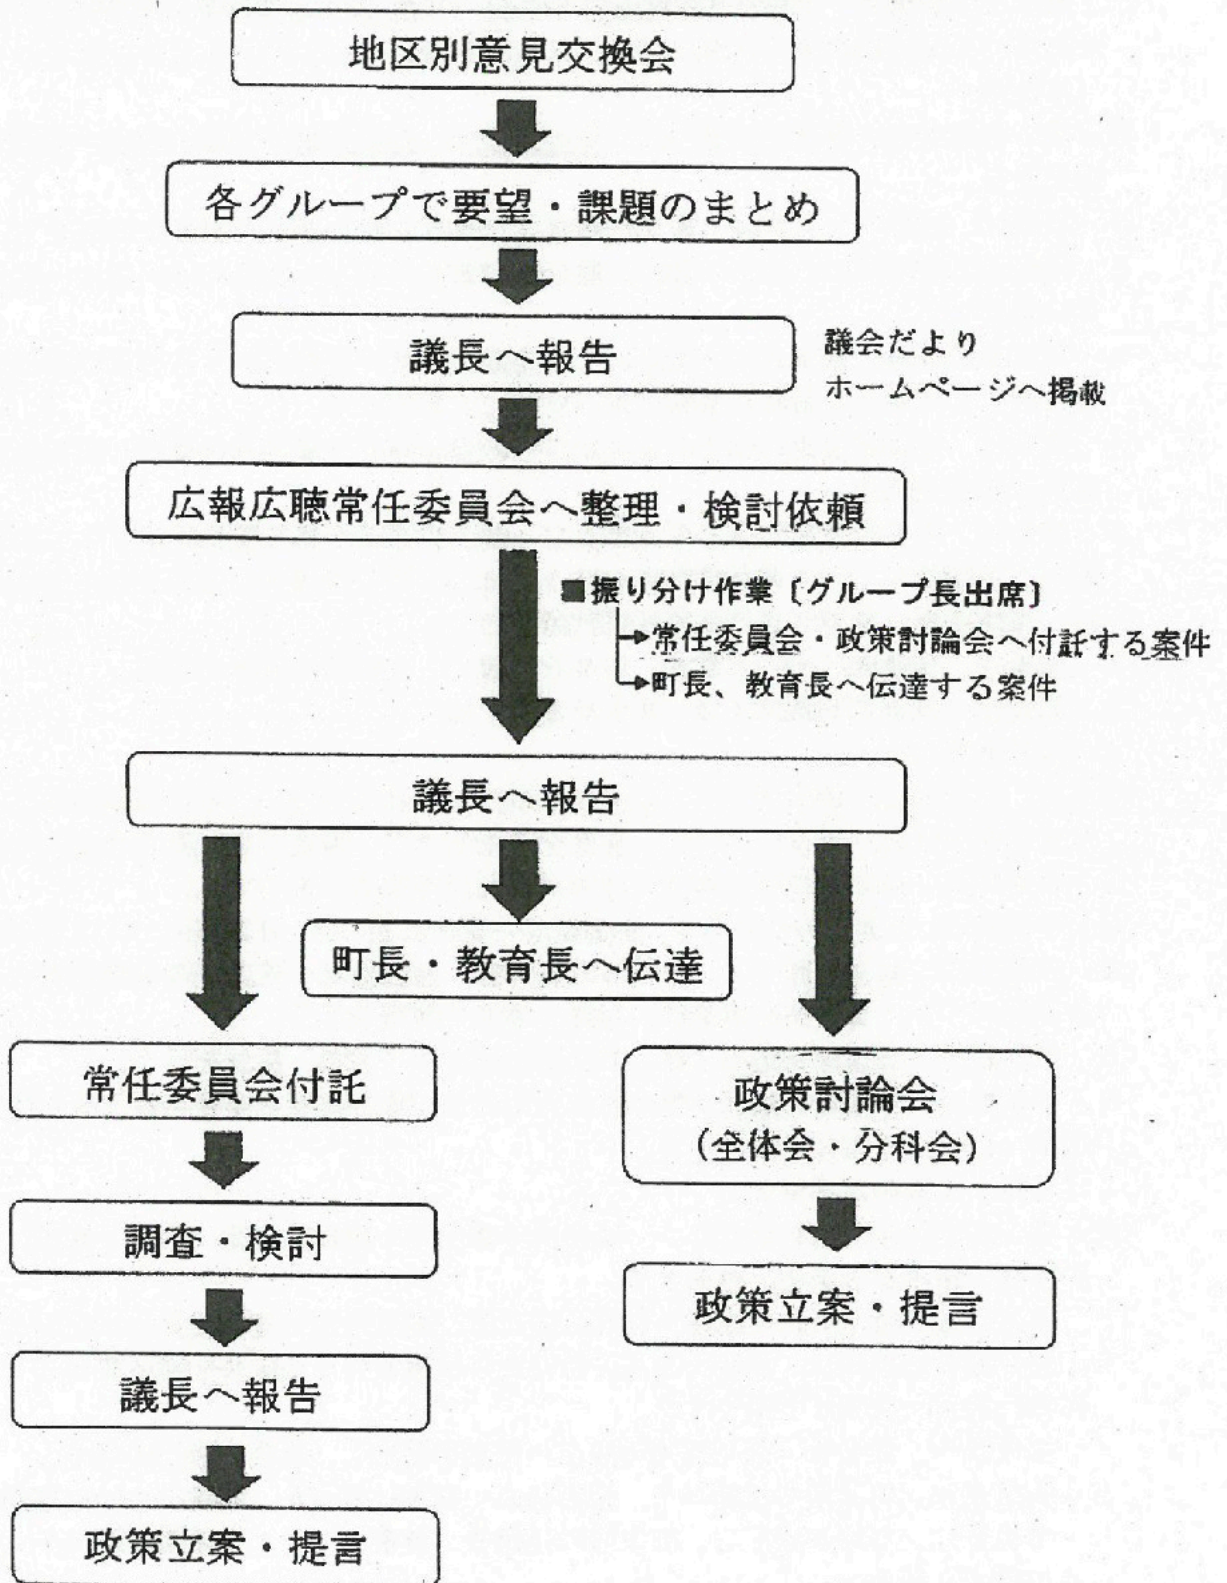 地区別意見交換会
各グループで要望・課題のまとめ
議長へ報告
議会だより
ホームページへ掲載
広報広聴常任委員会へ整理・検討依頼
■振り分け作業〔グループ長出席〕
常任委員会・政策討論会へ付託する案件
町長、教育長へ伝達する案件
議長へ報告
町長・教育長へ伝達
常任委員会付託
調査・検討
議長へ報告
政策立案・提言
政策討論会
(全体会・分科会)
政策立案・提言